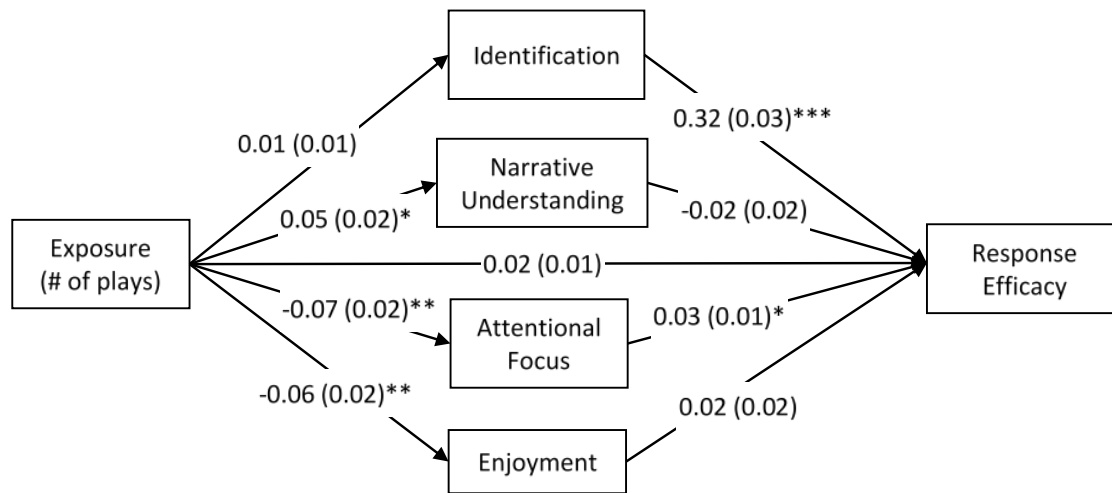 Identification
0.01 (0.01)
0.32 (0.03)***
Narrative
Understanding
0.05 (0.02)*
-0.02 (0.02)
Exposure
(# of plays)
0.02 (0.01)
Response
Efficacy
-0.07 (0.02)**
Attentional
Focus
0.03 (0.01)*
-0.06 (0.02)**
0.02 (0.02)
Enjoyment